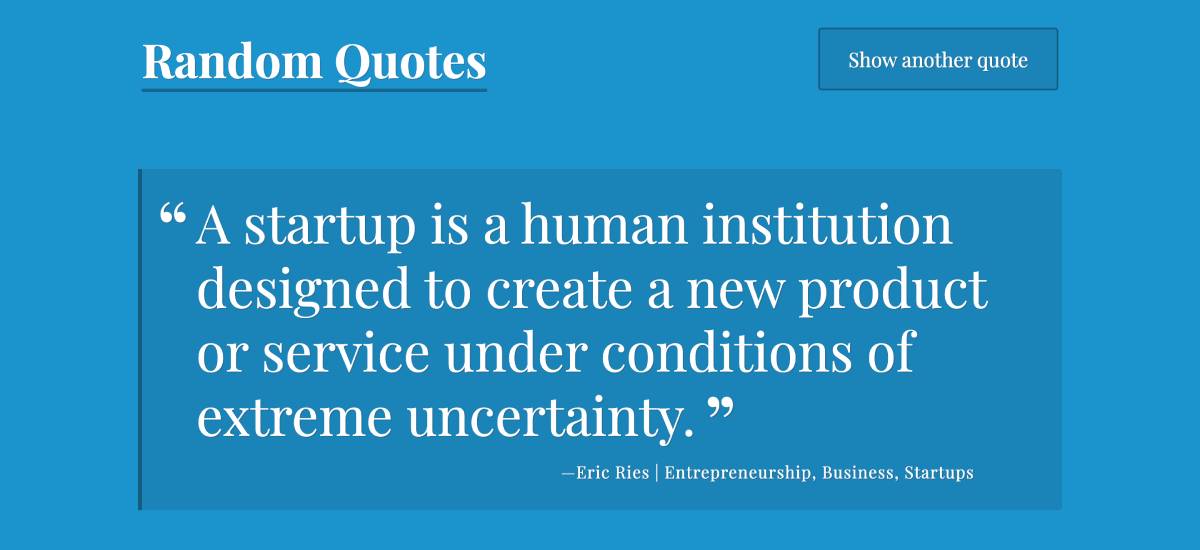 Random Quotes
Show another quote
“ A startup is a human institution
designed to create a new product
or service under conditions of
extreme uncertainty. ”
—Eric Ries | Entrepreneurship, Business, Startups